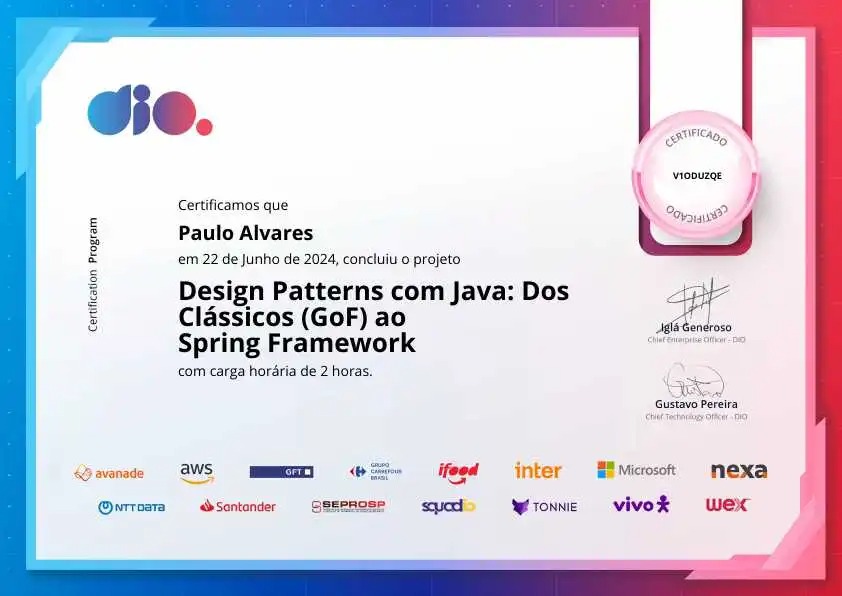 dio.
CERTIFICADO
V1ODUZQE
CERTIFICADO
Certification Program
Certificamos que
Paulo Alvares
em 22 de Junho de 2024, concluiu o projeto
Design Patterns com Java: Dos
Clássicos (GoF) ao
Spring Framework
com carga horária de 2 horas.
Iglá Generoso
Chief Enterprise Officer - DIO
Gustavo Pereira
Chief Technology Officer - DIO
avanade aws GFT GRUPO CARREFOUR BRASIL ifood inter Microsoft nexa
NTT DATA Santander SEPROSP squadio TONNIE vivo wex